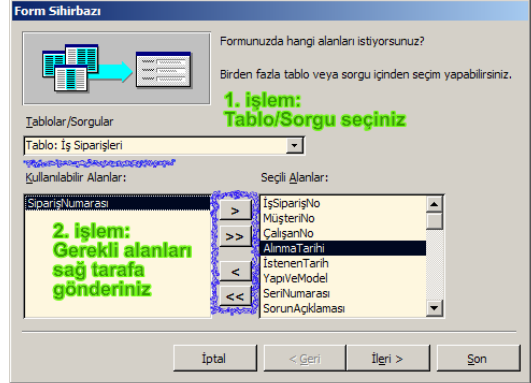 Form Sihirbazı
Formunuzda hangi alanları istiyorsunuz?
Birden fazla tablo veya sorgu içinden seçim yapabilirsiniz.
1. işlem:
Tablo/Sorgu seçiniz
Tablolar/Sorgular
Tablo: İş Siparişleri
Kullanılabilir Alanlar:
SiparişNumarası
2. işlem:
Gerekli alanları
sağ tarafa
gönderiniz
>
>>
<
<<
Seçili Alanlar:
İşSiparişNo
MüşteriNo
ÇalışanNo
AlınmaTarihi
İstenenTarih
YapıVeModel
SeriNumarası
SorunAçıklaması
İptal
< Geri
İleri >
Son